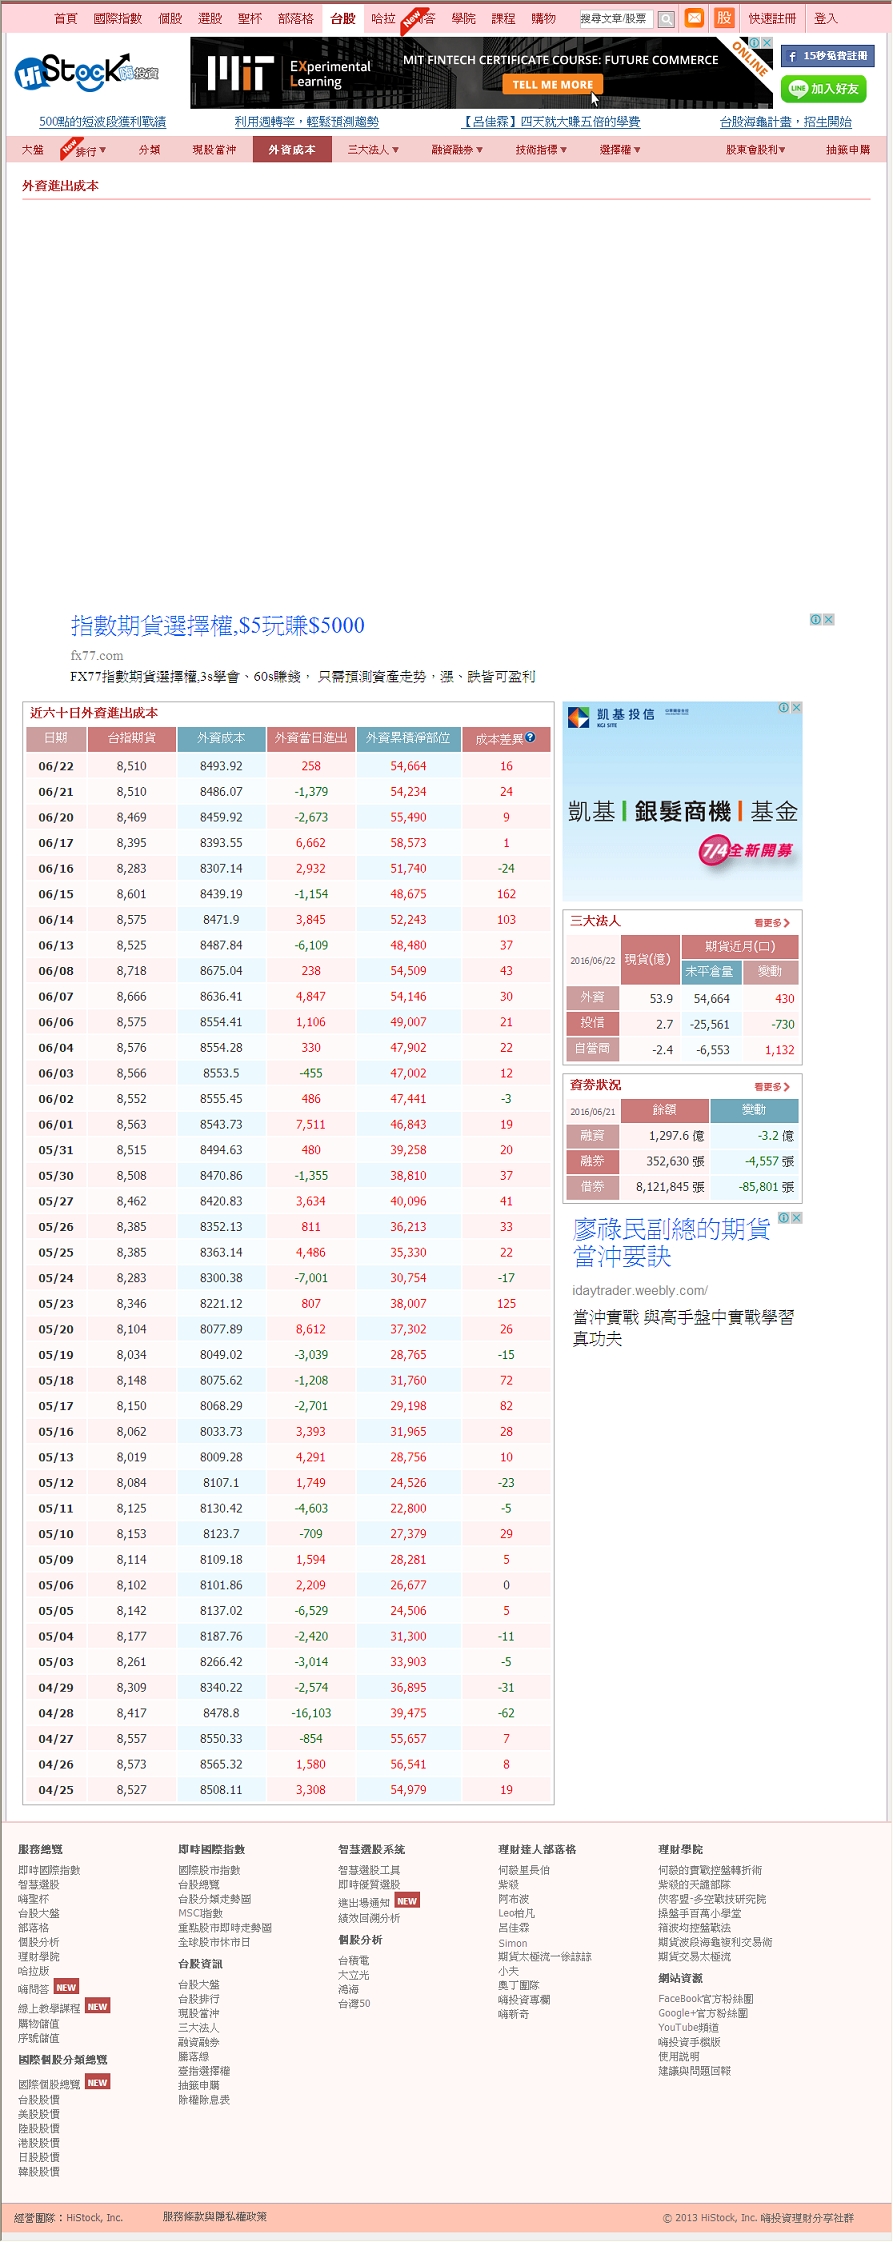 首頁 國際指數 個股 選股 聖杯 部落格 台股 哈拉 New 答 學院 課程 購物 搜尋文章/股票 股 快速註冊 登入
HiStock 嗨投資
MIT EXperimental Learning MIT FINTECH CERTIFICATE COURSE: FUTURE COMMERCE TELL ME MORE ONLINE
f 15秒免費註冊
LINE 加入好友
500點的短波段獲利戰績 利用週轉率，輕鬆預測趨勢 【呂佳霖】四天就大賺五倍的學費 台股海龜計畫，招生開始
大盤 New 排行▼ 分類 現股當沖 外資成本 三大法人▼ 融資融券▼ 技術指標▼ 選擇權▼ 股東會股利▼ 抽籤申購
外資進出成本
指數期貨選擇權,$5玩賺$5000
fx77.com
FX77指數期貨選擇權,3s學會、60s賺錢， 只需預測資產走势，漲、跌皆可盈利
近六十日外資進出成本
日期 台指期貨 外資成本 外資當日進出 外資累積淨部位 成本差異?
06/22 8,510 8493.92 258 54,664 16
06/21 8,510 8486.07 -1,379 54,234 24
06/20 8,469 8459.92 -2,673 55,490 9
06/17 8,395 8393.55 6,662 58,573 1
06/16 8,283 8307.14 2,932 51,740 -24
06/15 8,601 8439.19 -1,154 48,675 162
06/14 8,575 8471.9 3,845 52,243 103
06/13 8,525 8487.84 -6,109 48,480 37
06/08 8,718 8675.04 238 54,509 43
06/07 8,666 8636.41 4,847 54,146 30
06/06 8,575 8554.41 1,106 49,007 21
06/04 8,576 8554.28 330 47,902 22
06/03 8,566 8553.5 -455 47,002 12
06/02 8,552 8555.45 486 47,441 -3
06/01 8,563 8543.73 7,511 46,843 19
05/31 8,515 8494.63 480 39,258 20
05/30 8,508 8470.86 -1,355 38,810 37
05/27 8,462 8420.83 3,634 40,096 41
05/26 8,385 8352.13 811 36,213 33
05/25 8,385 8363.14 4,486 35,330 22
05/24 8,283 8300.38 -7,001 30,754 -17
05/23 8,346 8221.12 807 38,007 125
05/20 8,104 8077.89 8,612 37,302 26
05/19 8,034 8049.02 -3,039 28,765 -15
05/18 8,148 8075.62 -1,208 31,760 72
05/17 8,150 8068.29 -2,701 29,198 82
05/16 8,062 8033.73 3,393 31,965 28
05/13 8,019 8009.28 4,291 28,756 10
05/12 8,084 8107.1 1,749 24,526 -23
05/11 8,125 8130.42 -4,603 22,800 -5
05/10 8,153 8123.7 -709 27,379 29
05/09 8,114 8109.18 1,594 28,281 5
05/06 8,102 8101.86 2,209 26,677 0
05/05 8,142 8137.02 -6,529 24,506 5
05/04 8,177 8187.76 -2,420 31,300 -11
05/03 8,261 8266.42 -3,014 33,903 -5
04/29 8,309 8340.22 -2,574 36,895 -31
04/28 8,417 8478.8 -16,103 39,475 -62
04/27 8,557 8550.33 -854 55,657 7
04/26 8,573 8565.32 1,580 56,541 8
04/25 8,527 8508.11 3,308 54,979 19
凱基投信
KGI SITE
凱基 銀髮商機 基金
7/4全新開募
三大法人 看更多
2016/06/22 現貨(億) 期貨近月(口)
未平倉量 變動
外資 53.9 54,664 430
投信 2.7 -25,561 -730
自營商 -2.4 -6,553 1,132
資券狀況 看更多
2016/06/21 餘額 變動
融資 1,297.6 億 -3.2 億
融券 352,630 張 -4,557 張
借券 8,121,845 張 -85,801 張
廖祿民副總的期貨
當沖要訣
idaytrader.weebly.com/
當沖實戰 與高手盤中實戰學習
真功夫
服務總覽
即時國際指數
智慧選股
嗨聖杯
台股大盤
部落格
個股分析
理財學院
哈拉版
嗨問答 NEW
線上教學課程 NEW
購物儲值
序號儲值
國際個股分類總覽
國際個股總覽 NEW
台股股價
美股股價
陸股股價
港股股價
日股股價
韓股股價
即時國際指數
國際股市指數
台股總覽
台股分類走勢圖
MSCI指數
重點股市即時走勢圖
全球股市休市日
台股資訊
台股大盤
台股排行
現股當沖
三大法人
融資融券
騰落線
臺指選擇權
抽籤申購
除權除息表
智慧選股系統
智慧選股工具
即時優質選股
進出場通知 NEW
績效回溯分析
個股分析
台積電
大立光
鴻海
台灣50
理財達人部落格
何毅里長伯
紫殺
阿布波
Leo槍凡
呂佳霖
Simon
期貨太極流一徐諒諒
小夫
奧丁團隊
嗨投資專欄
嗨新奇
理財學院
何毅的實戰控盤轉折術
紫殺的天讖部隊
俠客盟-多空戰技研究院
操盤手百萬小學堂
箱波均控盤戰法
期貨波段海龜複利交易術
期貨交易太極流
網站資源
FaceBook官方粉絲團
Google+官方粉絲團
YouTube頻道
嗨投資手機版
使用說明
建議與問題回報
經營團隊：HiStock, Inc. 服務條款與隱私權政策 © 2013 HiStock, Inc. 嗨投資理財分享社群